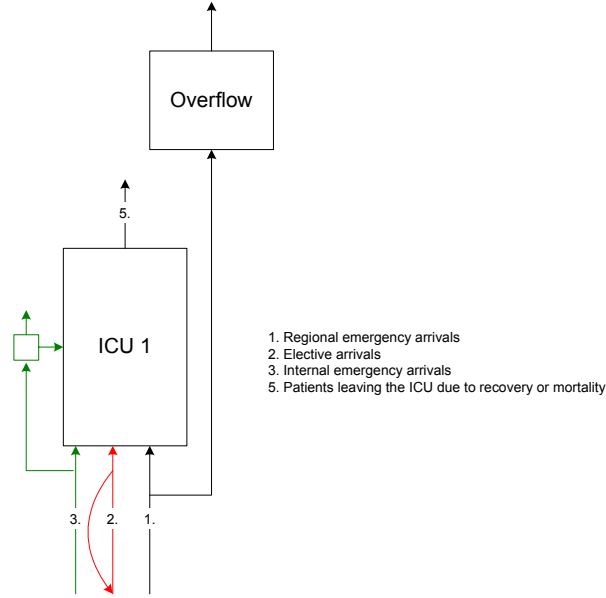 Overflow
5.
ICU 1
1. Regional emergency arrivals
2. Elective arrivals
3. Internal emergency arrivals
5. Patients leaving the ICU due to recovery or mortality
3.
2.
1.